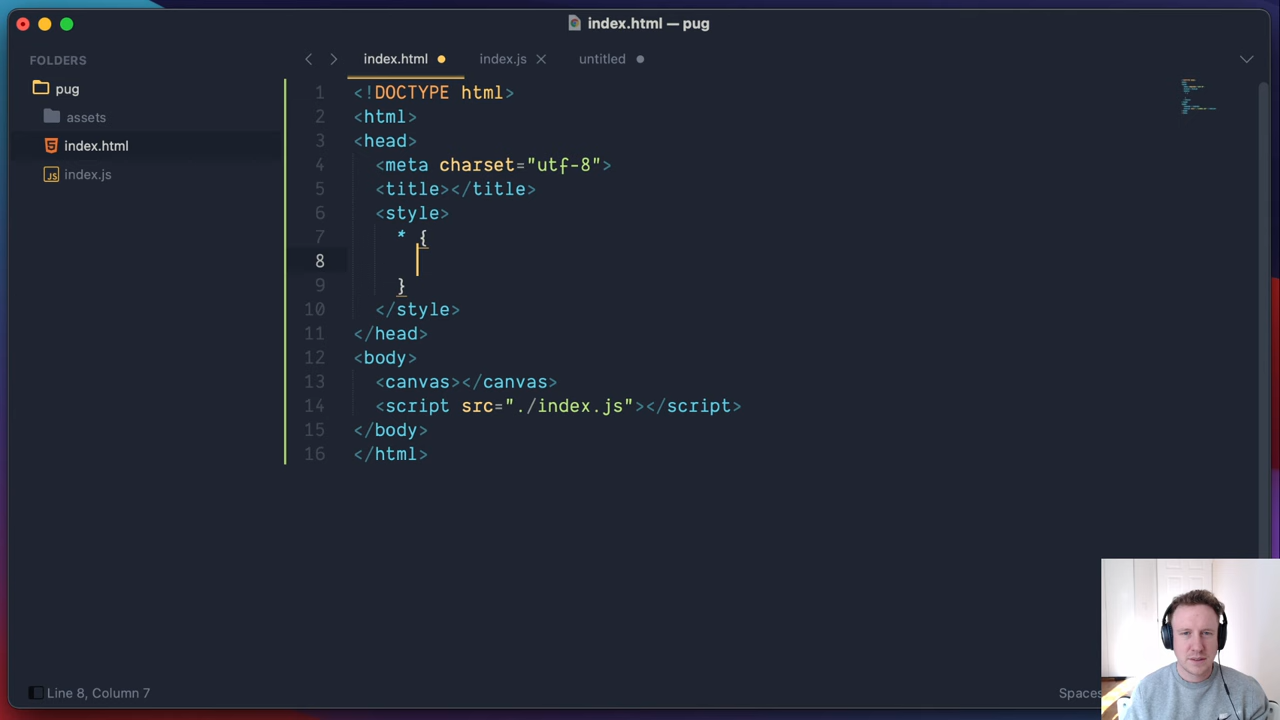 index.html — pug
FOLDERS
pug
assets
index.html
JS index.js
index.html
index.js
untitled
1 <!DOCTYPE html>
2 <html>
3 <head>
4 <meta charset="utf-8">
5 <title></title>
6 <style>
7 * {
8
9 }
10 </style>
11 </head>
12 <body>
13 <canvas></canvas>
14 <script src="./index.js"></script>
15 </body>
16 </html>
Line 8, Column 7
Spaces